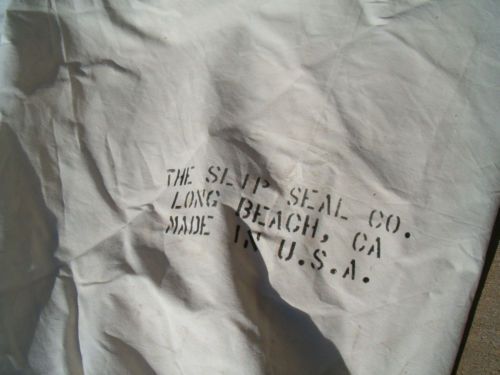 THE SLIP SEAL CO.
LONG BEACH, CA
MADE IN U.S.A.